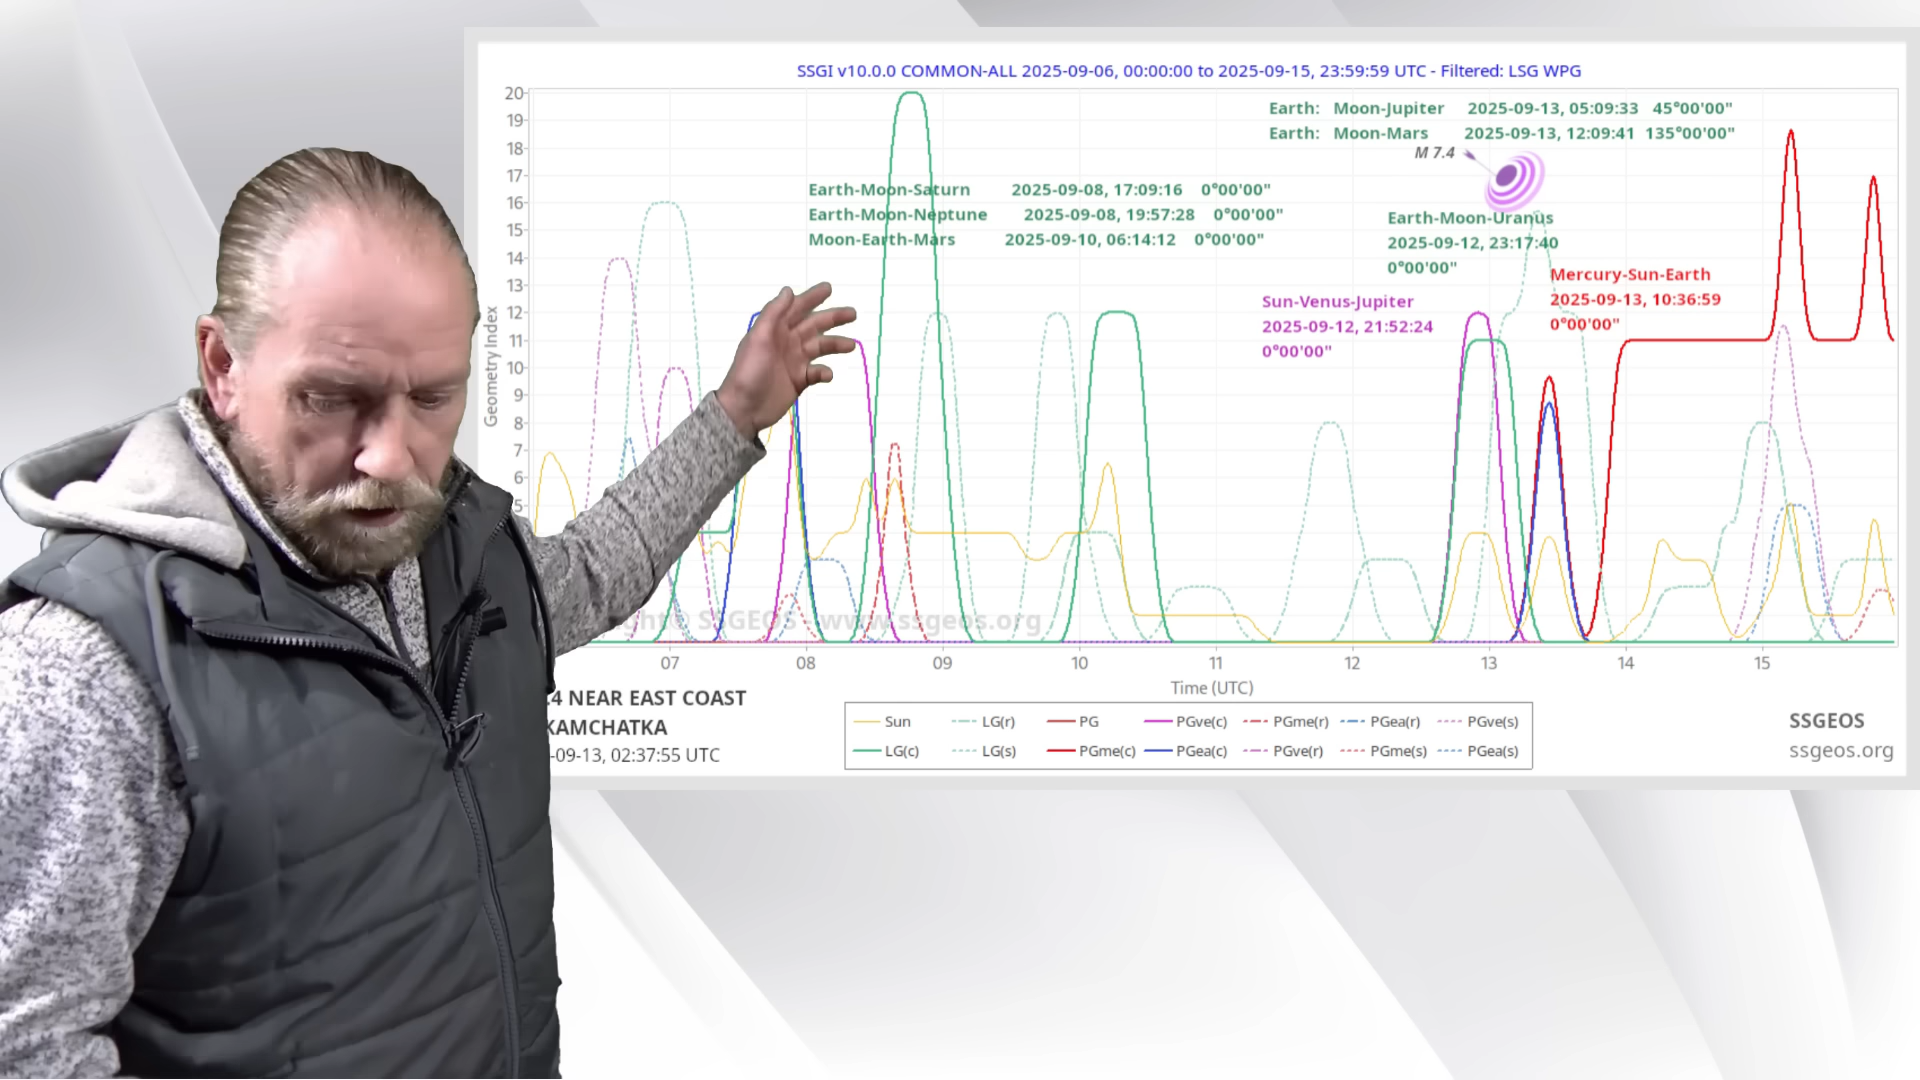 SSGI v10.0.0 COMMON-ALL 2025-09-06, 00:00:00 to 2025-09-15, 23:59:59 UTC - Filtered: LSG WPG
20
19
18
17
16
15
14
13
12
11
10
9
8
7
6
5
Geometry Index
Earth: Moon-Jupiter 2025-09-13, 05:09:33 45°00'00"
Earth: Moon-Mars 2025-09-13, 12:09:41 135°00'00"
M 7.4
Earth-Moon-Saturn 2025-09-08, 17:09:16 0°00'00"
Earth-Moon-Neptune 2025-09-08, 19:57:28 0°00'00"
Moon-Earth-Mars 2025-09-10, 06:14:12 0°00'00"
Earth-Moon-Uranus
2025-09-12, 23:17:40
0°00'00"
Mercury-Sun-Earth
2025-09-13, 10:36:59
0°00'00"
Sun-Venus-Jupiter
2025-09-12, 21:52:24
0°00'00"
SSGEOS - www.ssgeos.org
07 08 09 10 11 12 13 14 15
Time (UTC)
.4 NEAR EAST COAST
KAMCHATKA
-09-13, 02:37:55 UTC
Sun LG(r) PG PGve(c) PGme(r) PGea(r) PGve(s)
LG(c) LG(s) PGme(c) PGea(c) PGve(r) PGme(s) PGea(s)
SSGEOS
ssgeos.org